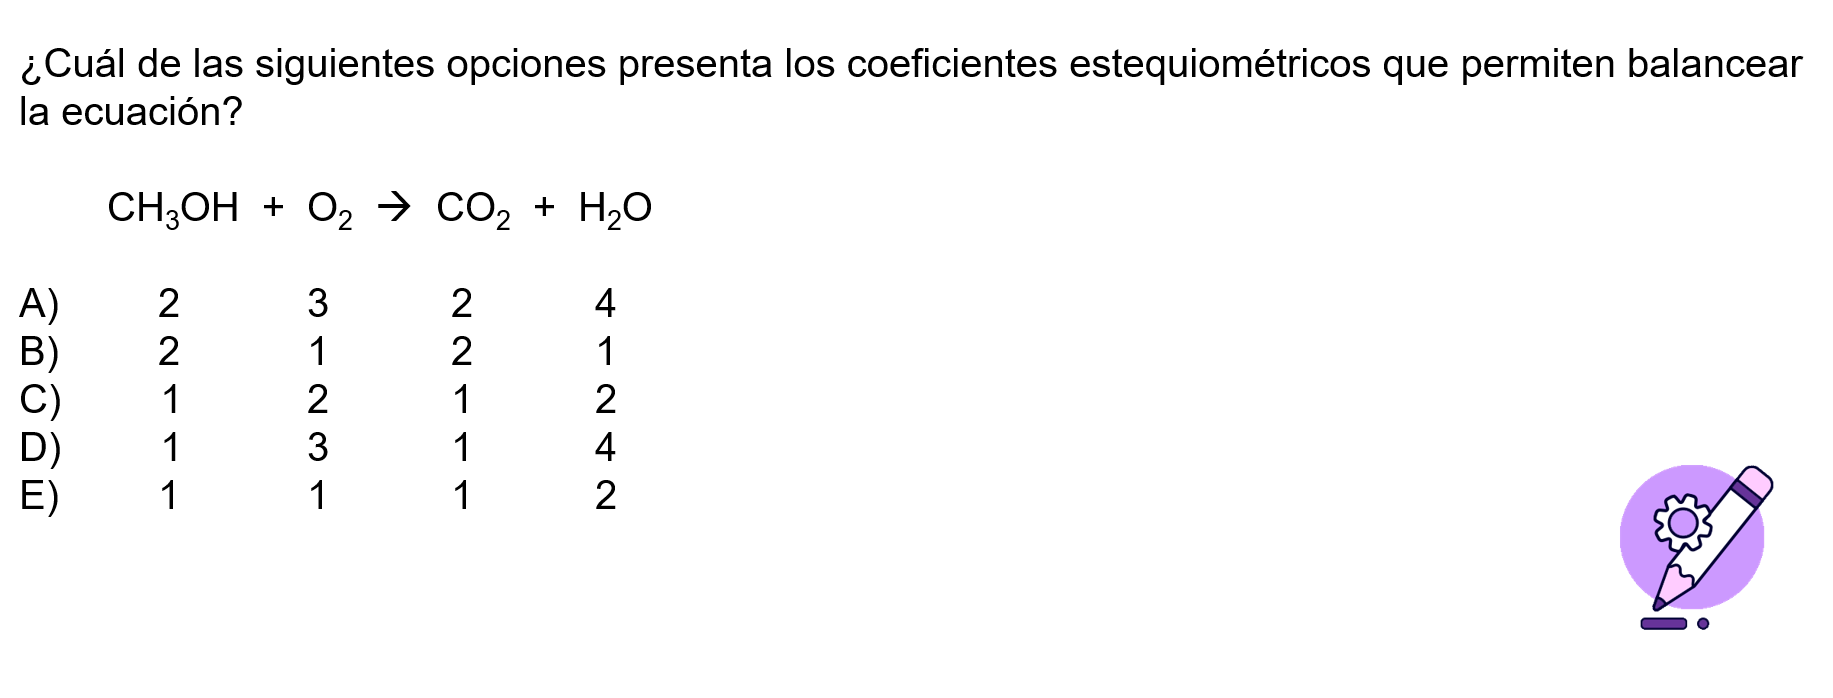 ¿Cuál de las siguientes opciones presenta los coeficientes estequiométricos que permiten balancear
la ecuación?
CH₃OH + O₂ → CO₂ + H₂O
A) 2 3 2 4
B) 2 1 2 1
C) 1 2 1 2
D) 1 3 1 4
E) 1 1 1 2